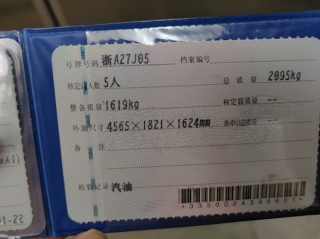 号牌号码 浙A27J05 档案编号
核定载人数 5人 总质量 2095kg
整备质量 1619kg 核定载质量 --
外廓尺寸 4565×1821×1624mm 准牵引总质量 --
备注
检验记录 汽油